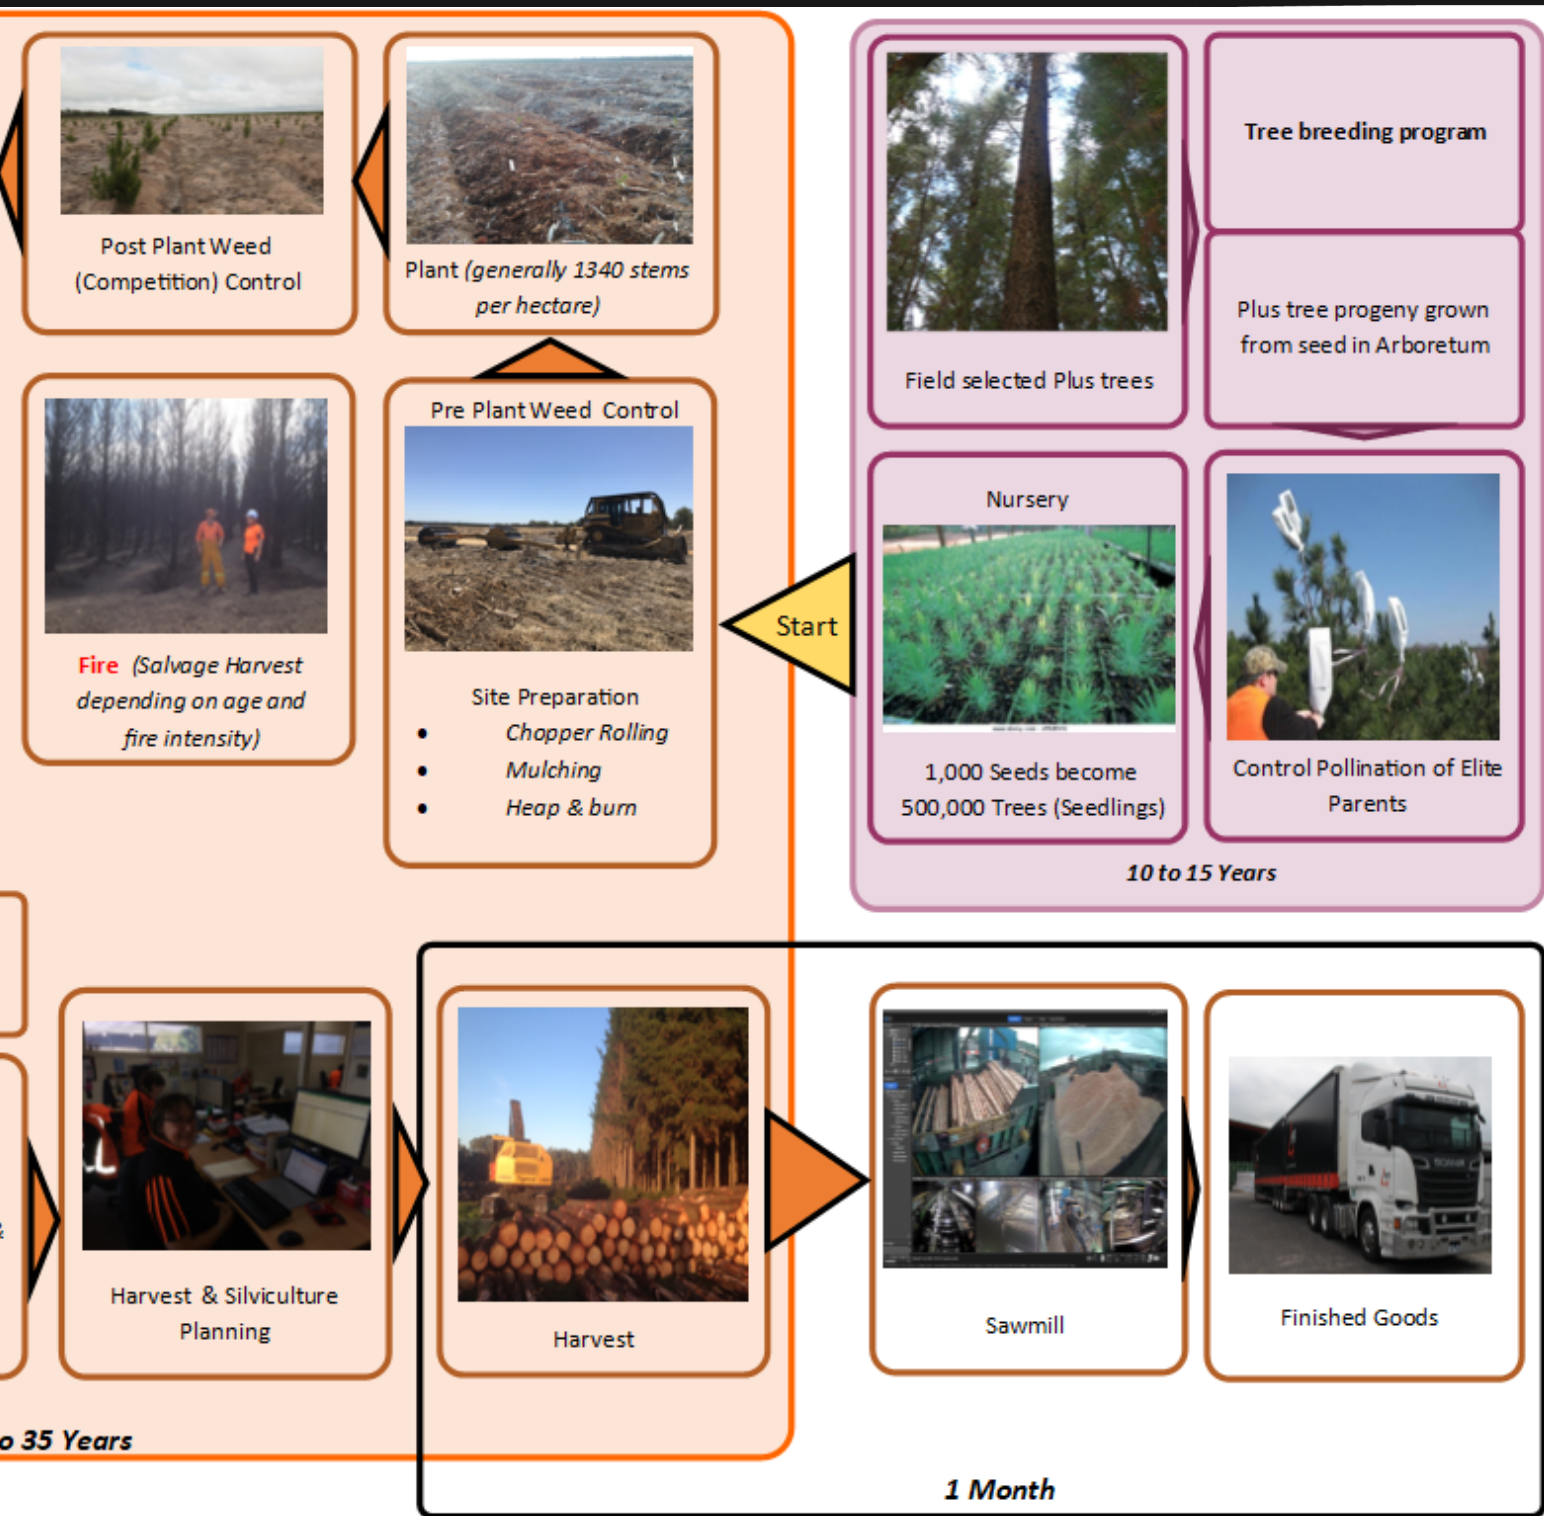 Post Plant Weed
(Competition) Control
Plant (generally 1340 stems
per hectare)
Tree breeding program
Plus tree progeny grown
from seed in Arboretum
Field selected Plus trees
Fire (Salvage Harvest
depending on age and
fire intensity)
Pre Plant Weed Control
Site Preparation
• Chopper Rolling
• Mulching
• Heap & burn
Start
Nursery
1,000 Seeds become
500,000 Trees (Seedlings)
Control Pollination of Elite
Parents
10 to 15 Years
&
Harvest & Silviculture
Planning
Harvest
Sawmill
Finished Goods
o 35 Years
1 Month